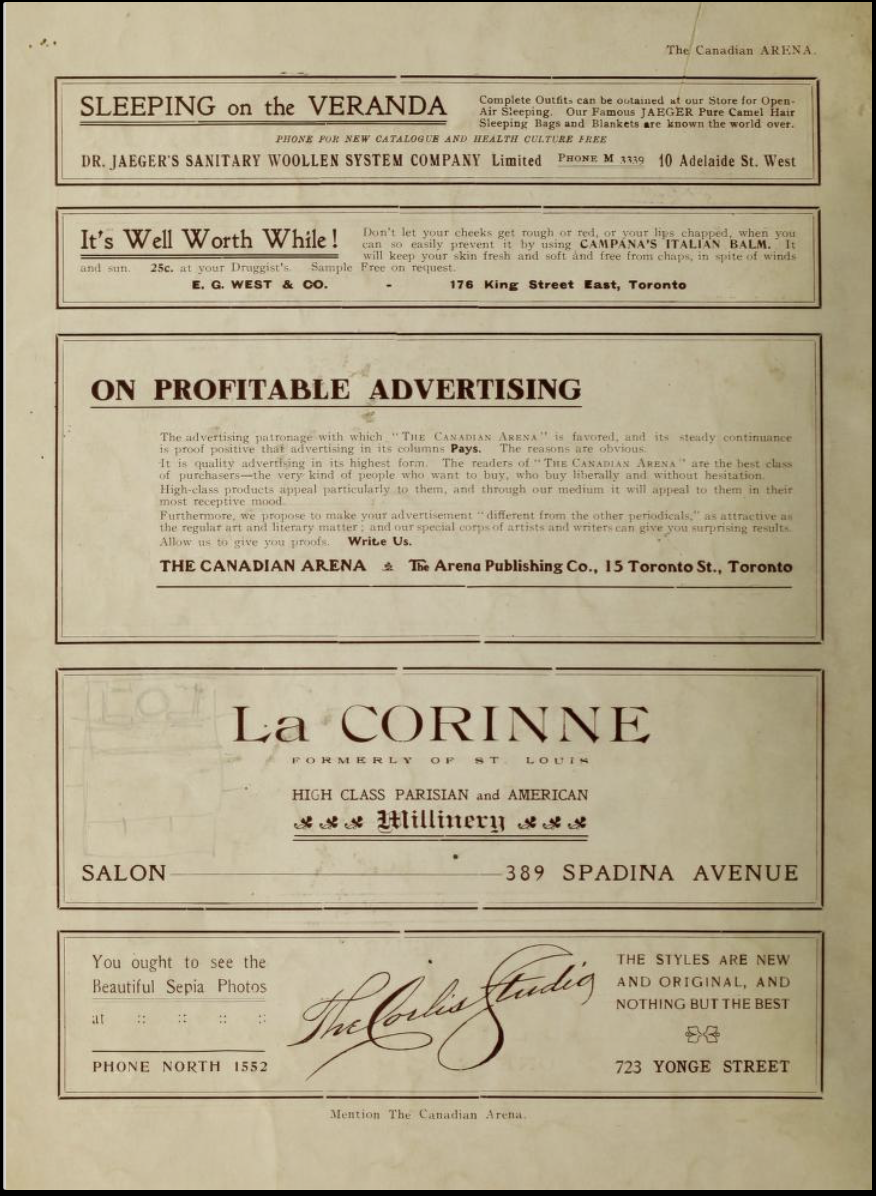 The Canadian ARENA.
SLEEPING on the VERANDA
Complete Outfits can be obtained at our Store for Open-
Air Sleeping. Our Famous JAEGER Pure Camel Hair
Sleeping Bags and Blankets are known the world over.
PHONE FOR NEW CATALOGUE AND HEALTH CULTURE FREE
DR. JAEGER'S SANITARY WOOLLEN SYSTEM COMPANY Limited PHONE M 3339 10 Adelaide St. West
It's Well Worth While!
Don't let your cheeks get rough or red, or your lips chapped, when you
can so easily prevent it by using CAMPANA'S ITALIAN BALM. It
will keep your skin fresh and soft and free from chaps, in spite of winds
and sun. 25c. at your Druggist's. Sample Free on request.
E. G. WEST & CO. - 176 King Street East, Toronto
ON PROFITABLE ADVERTISING
The advertising patronage with which "THE CANADIAN ARENA" is favored, and its steady continuance
is proof positive that advertising in its columns Pays. The reasons are obvious.
It is quality advertising in its highest form. The readers of "THE CANADIAN ARENA" are the best class
of purchasers—the very kind of people who want to buy, who buy liberally and without hesitation.
High-class products appeal particularly to them, and through our medium it will appeal to them in their
most receptive mood.
Furthermore, we propose to make your advertisement "different from the other periodicals," as attractive as
the regular art and literary matter; and our special corps of artists and writers can give you surprising results.
Allow us to give you proofs. Write Us.
THE CANADIAN ARENA The Arena Publishing Co., 15 Toronto St., Toronto
La CORINNE
FORMERLY OF ST. LOUIS
HIGH CLASS PARISIAN and AMERICAN
Millinery
SALON 389 SPADINA AVENUE
You ought to see the
Beautiful Sepia Photos
at :: :: :: ::
PHONE NORTH 1552
The Corlis Studio
THE STYLES ARE NEW
AND ORIGINAL, AND
NOTHING BUT THE BEST
723 YONGE STREET
Mention The Canadian Arena.